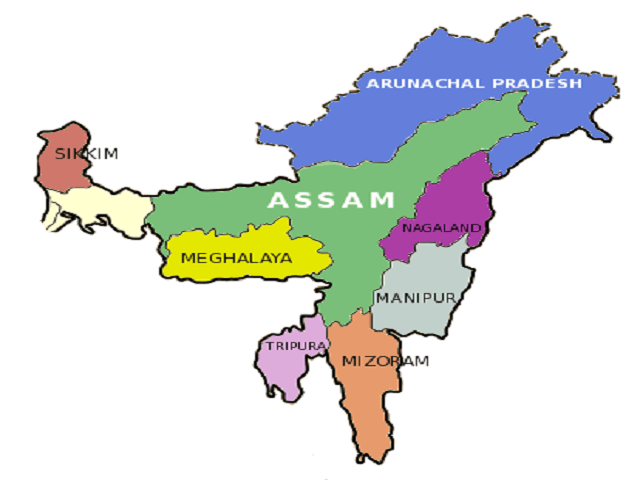 ARUNACHAL PRADESH
SIKKIM
ASSAM
NAGALAND
MEGHALAYA
MANIPUR
TRIPURA
MIZORAM